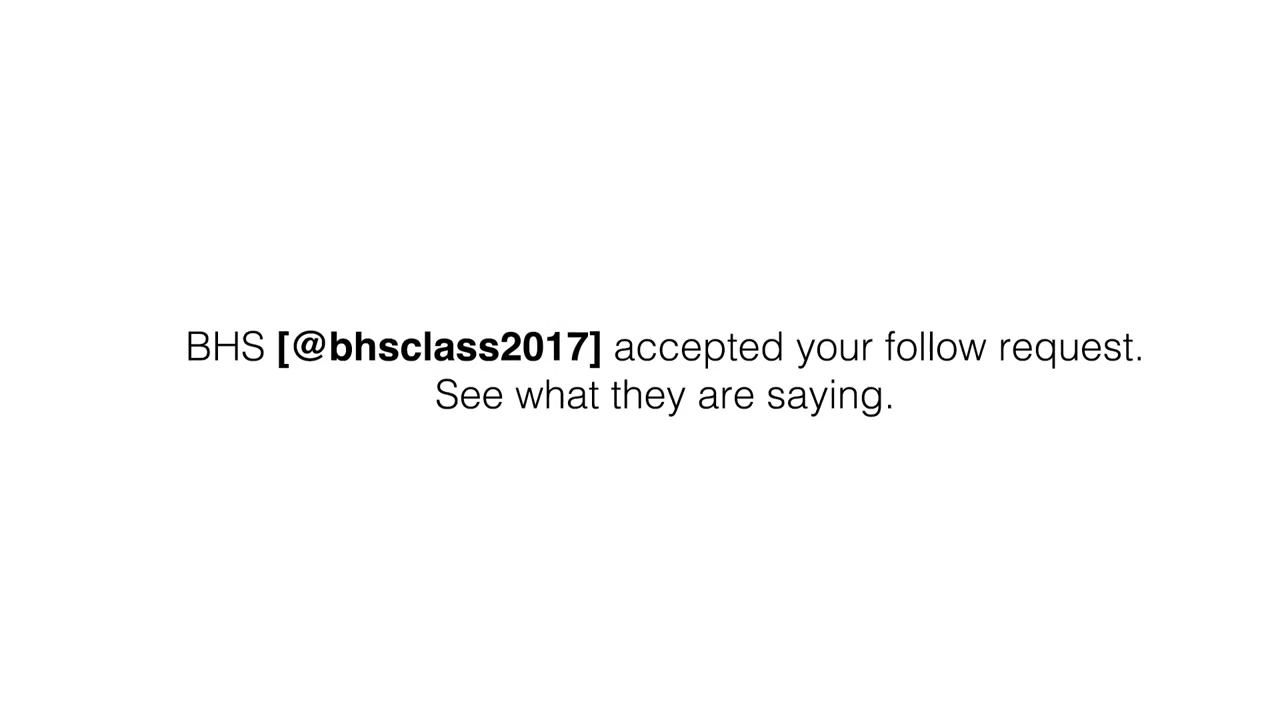 BHS [@bhsclass2017] accepted your follow request.
See what they are saying.